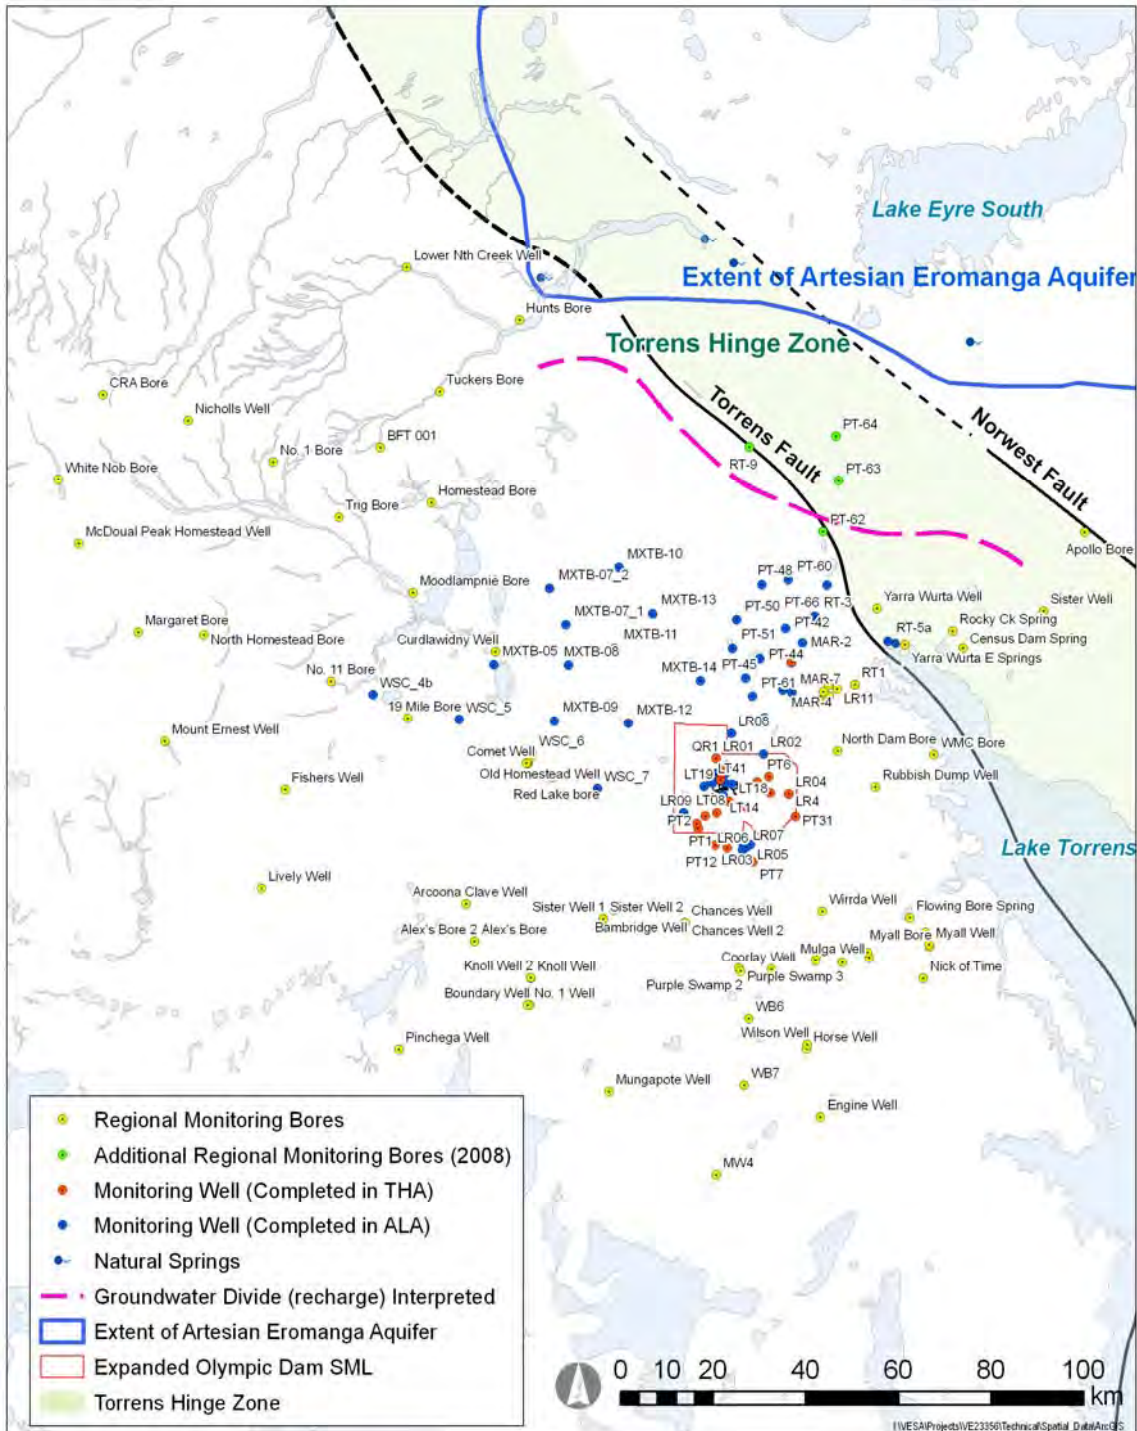 Lake Eyre South
Lower Nth Creek Well
Extent of Artesian Eromanga Aquifer
Hunts Bore
Torrens Hinge Zone
CRA Bore
Tuckers Bore
Nicholls Well
Torrens Fault
Norwest Fault
PT-64
BFT 001
No. 1 Bore
RT-9
White Nob Bore
PT-63
Homestead Bore
Trig Bore
PT-62
McDoual Peak Homestead Well
Apollo Bore
MXTB-10
MXTB-07_2
PT-48
PT-60
Moodlampnie Bore
Yarra Wurta Well
Sister Well
MXTB-07_1
MXTB-13
PT-50
PT-66
RT-3
Margaret Bore
North Homestead Bore
MXTB-11
PT-42
Rocky Ck Spring
Curdlawidny Well
MXTB-05
MXTB-08
PT-51
PT-44
MAR-2
RT-5a
Census Dam Spring
Yarra Wurta E Springs
No. 11 Bore
MXTB-14
PT-45
WSC_4b
PT-61
MAR-7
RT1
LR11
MAR-4
19 Mile Bore
WSC_5
MXTB-09
MXTB-12
Mount Ernest Well
LR08
WSC_6
Comet Well
QR1
LR01
LR02
North Dam Bore
WMC Bore
Fishers Well
Old Homestead Well
WSC_7
LT41
LT19
PT6
LT18
LR04
Rubbish Dump Well
Red Lake bore
LR09
LT08
LT14
LR4
PT2
PT31
PT1
LR06
LR07
PT12
LR03
LR05
PT7
Lake Torrens
Lively Well
Arcoona Clave Well
Sister Well 1
Sister Well 2
Chances Well
Wirrda Well
Flowing Bore Spring
Alex's Bore 2
Alex's Bore
Bambridge Well
Chances Well 2
Mulga Well
Myall Bore
Myall Well
Knoll Well 2
Knoll Well
Coorlay Well
Purple Swamp 2
Purple Swamp 3
Nick of Time
Boundary Well
No. 1 Well
WB6
Pinchega Well
Wilson Well
Horse Well
Mungapote Well
WB7
Engine Well
MW4
Regional Monitoring Bores
Additional Regional Monitoring Bores (2008)
Monitoring Well (Completed in THA)
Monitoring Well (Completed in ALA)
Natural Springs
Groundwater Divide (recharge) Interpreted
Extent of Artesian Eromanga Aquifer
Expanded Olympic Dam SML
Torrens Hinge Zone
0 20 40 60 80 100
km